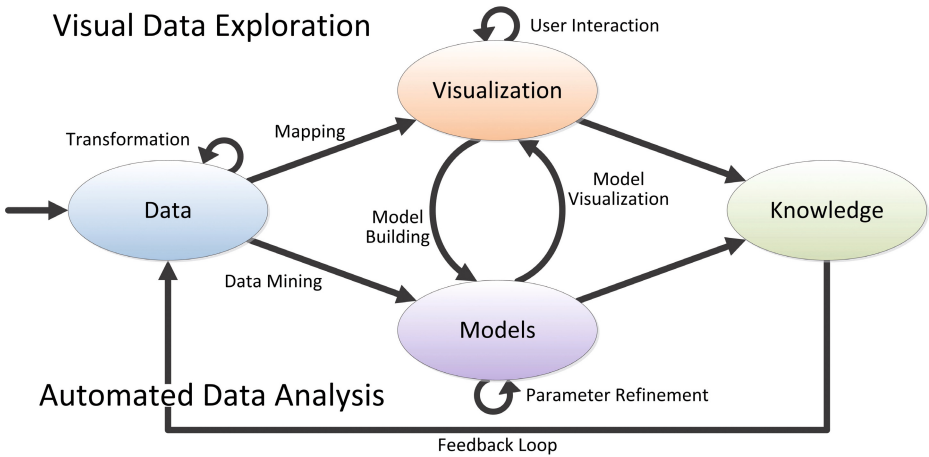 Visual Data Exploration
User Interaction
Visualization
Transformation
Mapping
Data
Model
Building
Model
Visualization
Knowledge
Data Mining
Models
Automated Data Analysis
Parameter Refinement
Feedback Loop